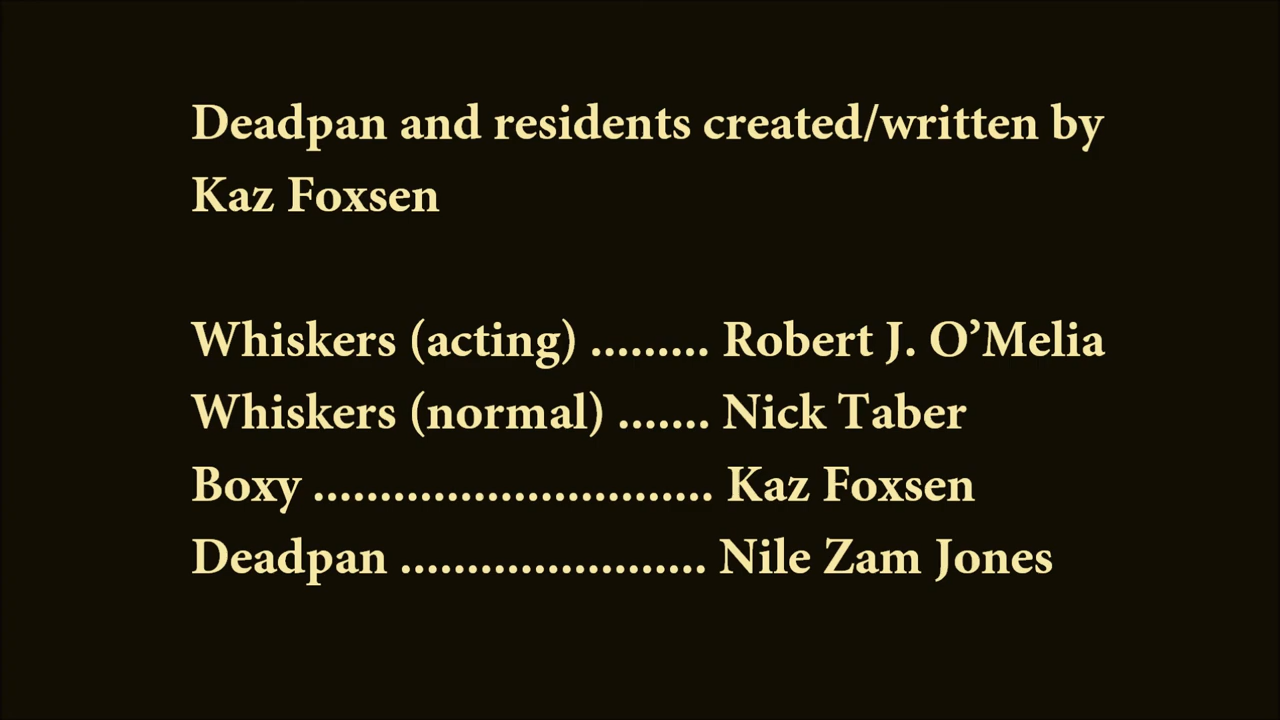 Deadpan and residents created/written by
Kaz Foxsen
Whiskers (acting) ......... Robert J. O’Melia
Whiskers (normal) ....... Nick Taber
Boxy .............................. Kaz Foxsen
Deadpan ....................... Nile Zam Jones